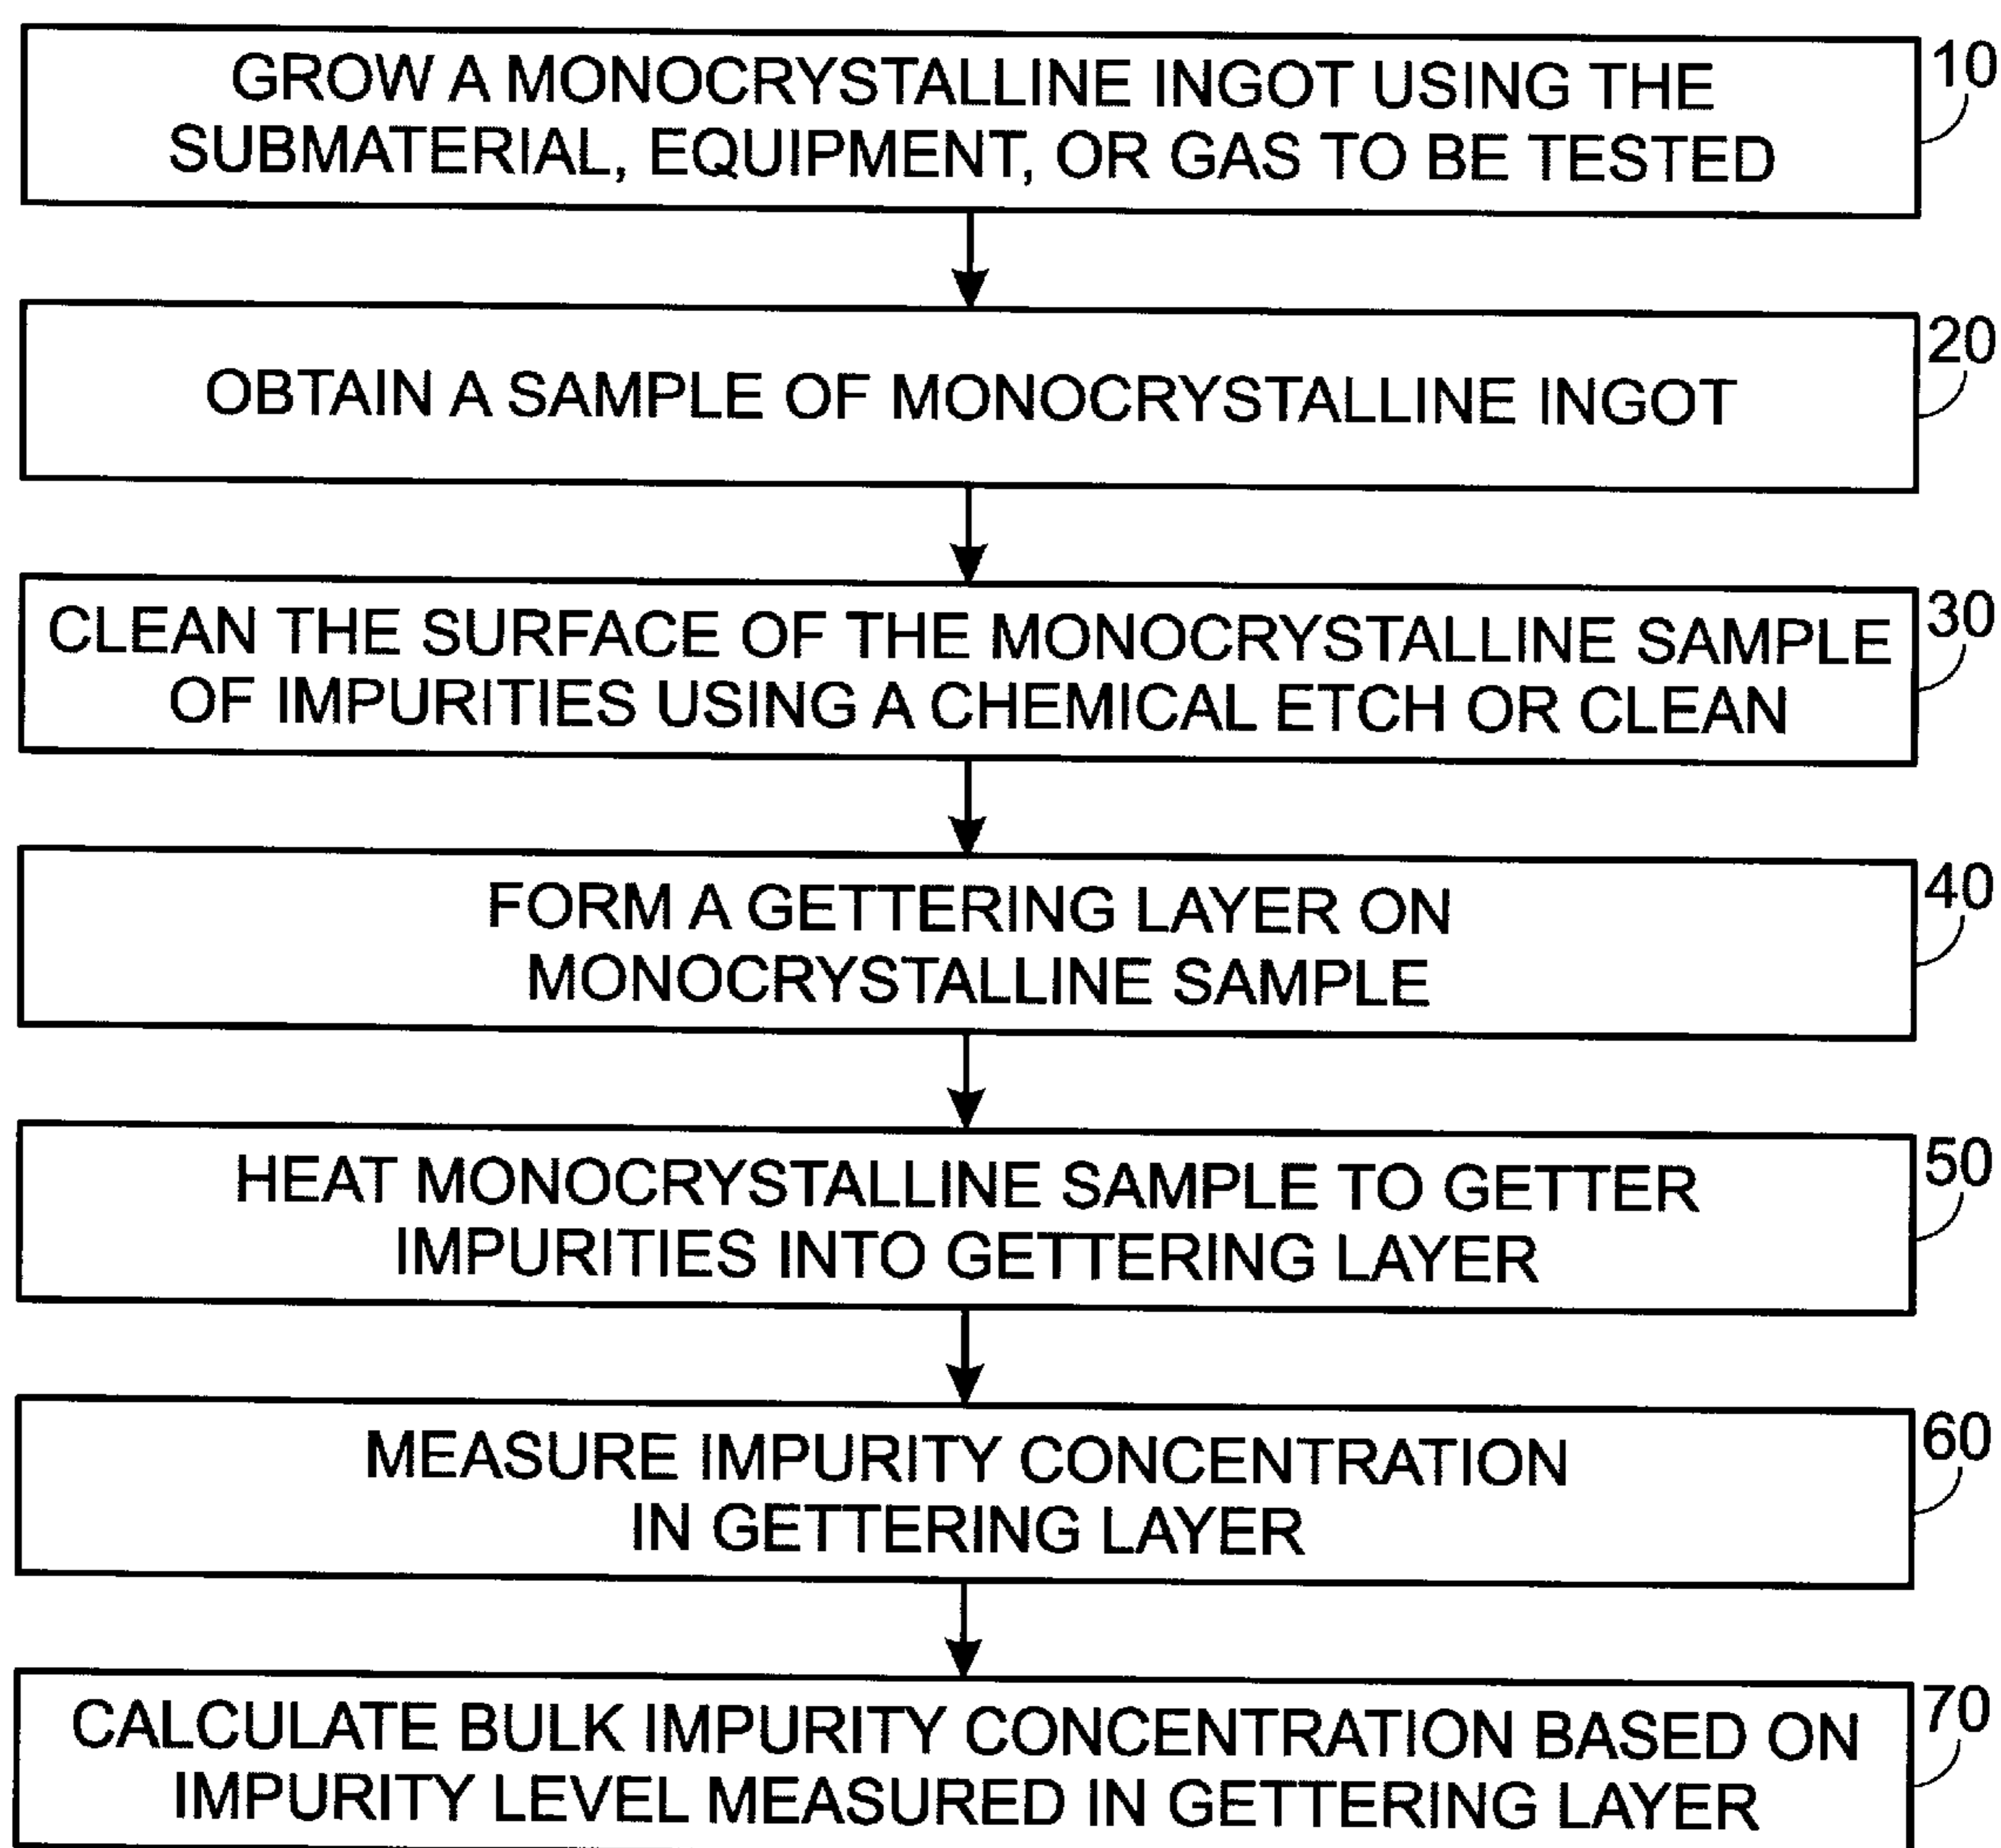 GROW A MONOCRYSTALLINE INGOT USING THE
SUBMATERIAL, EQUIPMENT, OR GAS TO BE TESTED
10
OBTAIN A SAMPLE OF MONOCRYSTALLINE INGOT
20
CLEAN THE SURFACE OF THE MONOCRYSTALLINE SAMPLE
OF IMPURITIES USING A CHEMICAL ETCH OR CLEAN
30
FORM A GETTERING LAYER ON
MONOCRYSTALLINE SAMPLE
40
HEAT MONOCRYSTALLINE SAMPLE TO GETTER
IMPURITIES INTO GETTERING LAYER
50
MEASURE IMPURITY CONCENTRATION
IN GETTERING LAYER
60
CALCULATE BULK IMPURITY CONCENTRATION BASED ON
IMPURITY LEVEL MEASURED IN GETTERING LAYER
70